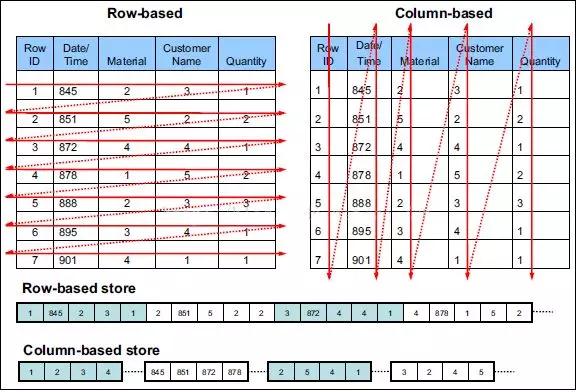 Row-based
Row ID Date/ Time Material Customer Name Quantity
1 845 2 3 1
2 851 5 2 2
3 872 4 4 1
4 878 1 5 2
5 888 2 3 3
6 895 3 4 1
7 901 4 1 1
Column-based
Row ID Date/ Time Material Customer Name Quantity
1 845 2 3 1
2 851 5 2 2
3 872 4 4 1
4 878 1 5 2
5 888 2 3 3
6 895 3 4 1
7 901 4 1 1
Row-based store
1 845 2 3 1 2 851 5 2 2 3 872 4 4 1 4 878 1 5 2
Column-based store
1 2 3 4 845 851 872 878 2 5 4 1 3 2 4 5